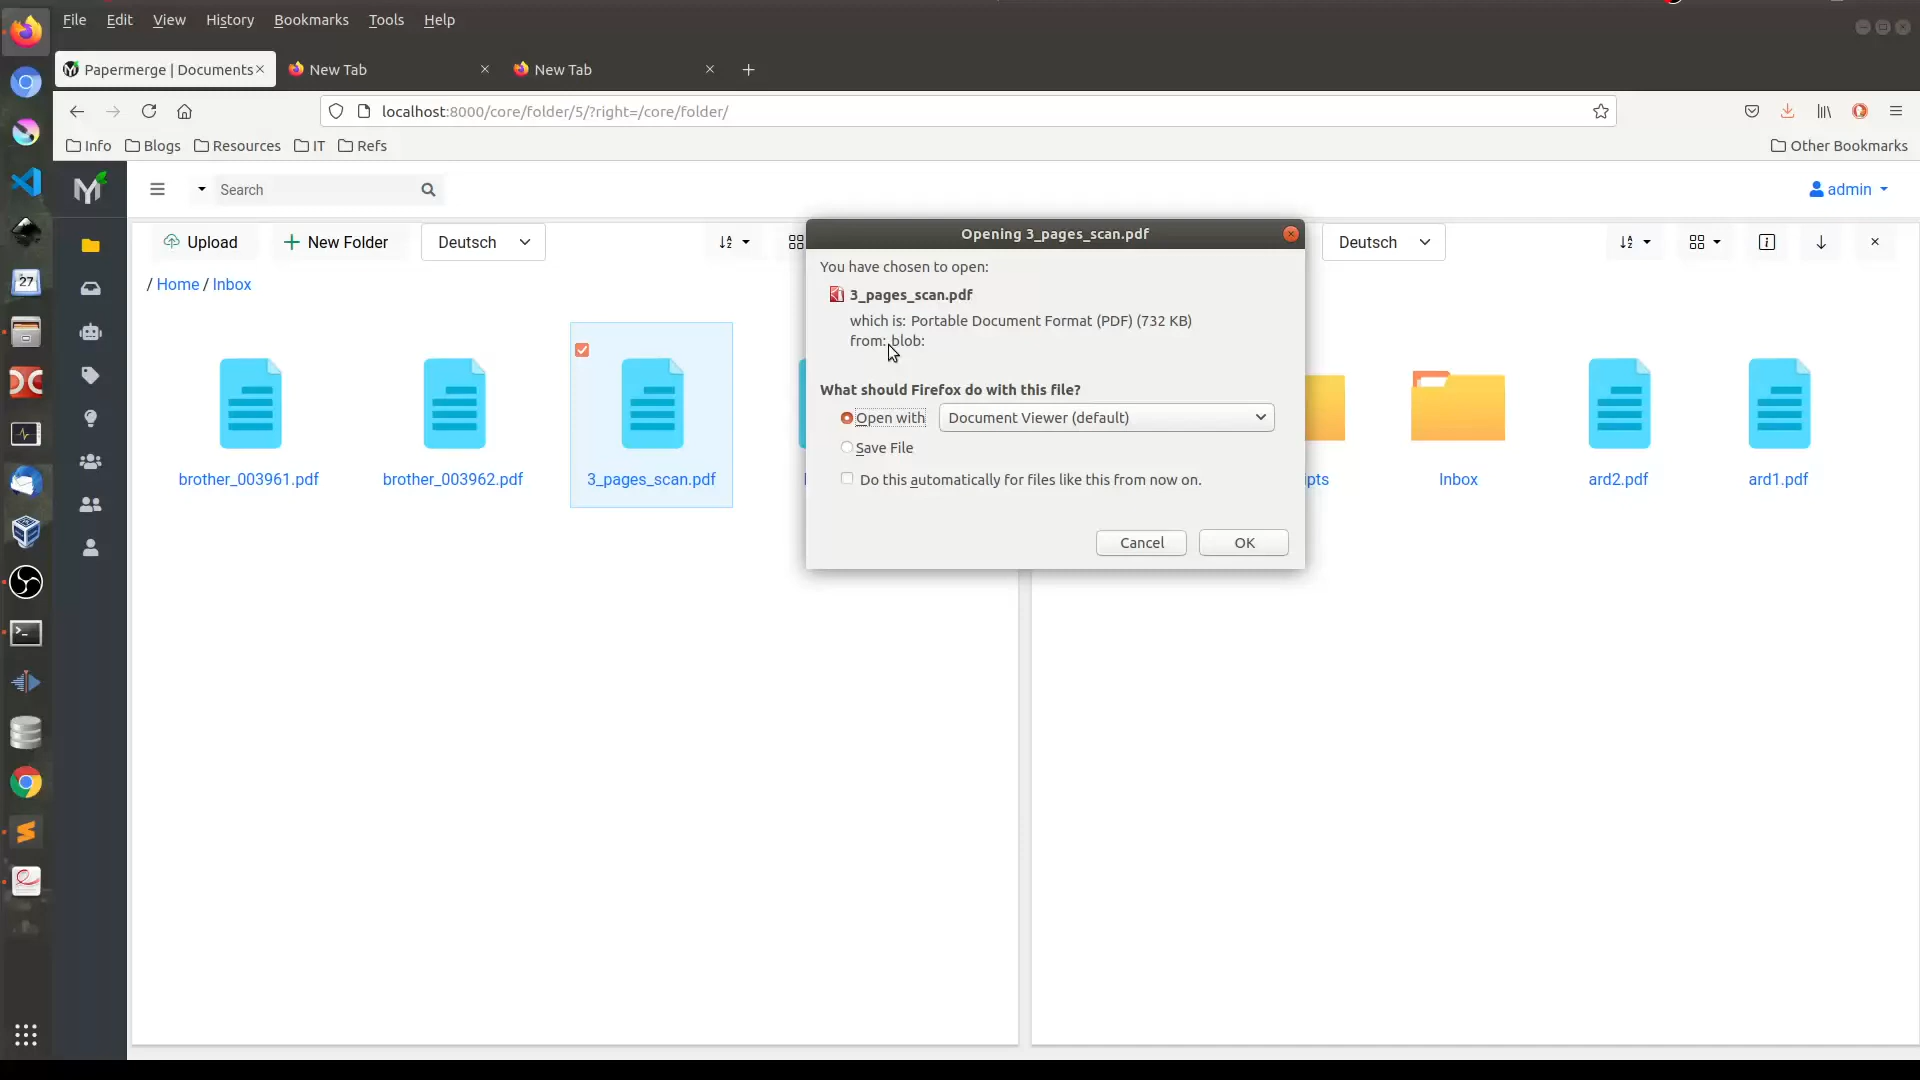 File Edit View History Bookmarks Tools Help
Papermerge | Documents
New Tab
New Tab
localhost:8000/core/folder/5/?right=/core/folder/
Info Blogs Resources IT Refs
Other Bookmarks
Search
admin
Upload New Folder Deutsch
Deutsch
/ Home / Inbox
brother_003961.pdf
brother_003962.pdf
3_pages_scan.pdf
Opening 3_pages_scan.pdf
You have chosen to open:
3_pages_scan.pdf
which is: Portable Document Format (PDF) (732 KB)
from: blob:
What should Firefox do with this file?
Open with Document Viewer (default)
Save File
Do this automatically for files like this from now on.
Cancel OK
Inbox
ard2.pdf
ard1.pdf
27